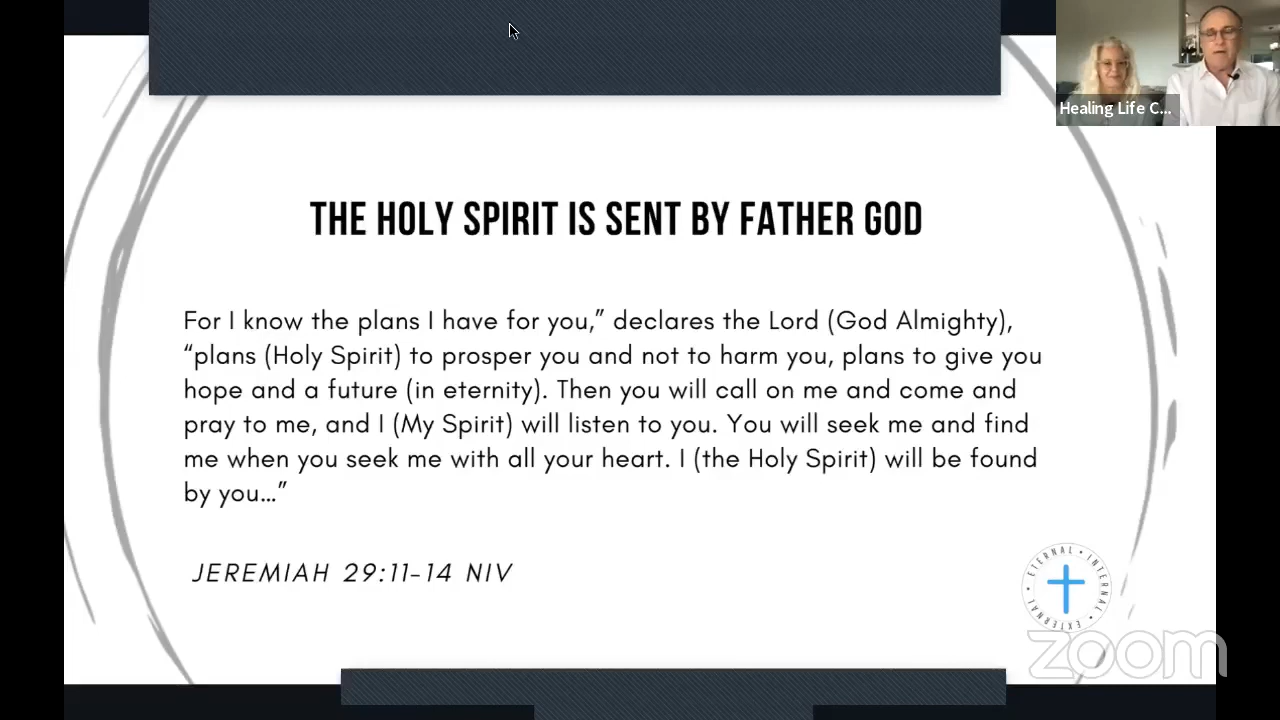 Healing Life C...
THE HOLY SPIRIT IS SENT BY FATHER GOD
For I know the plans I have for you,” declares the Lord (God Almighty),
“plans (Holy Spirit) to prosper you and not to harm you, plans to give you
hope and a future (in eternity). Then you will call on me and come and
pray to me, and I (My Spirit) will listen to you. You will seek me and find
me when you seek me with all your heart. I (the Holy Spirit) will be found
by you...”
JEREMIAH 29:11-14 NIV
ETERNAL • INTERNAL • EXTERNAL •
zoom